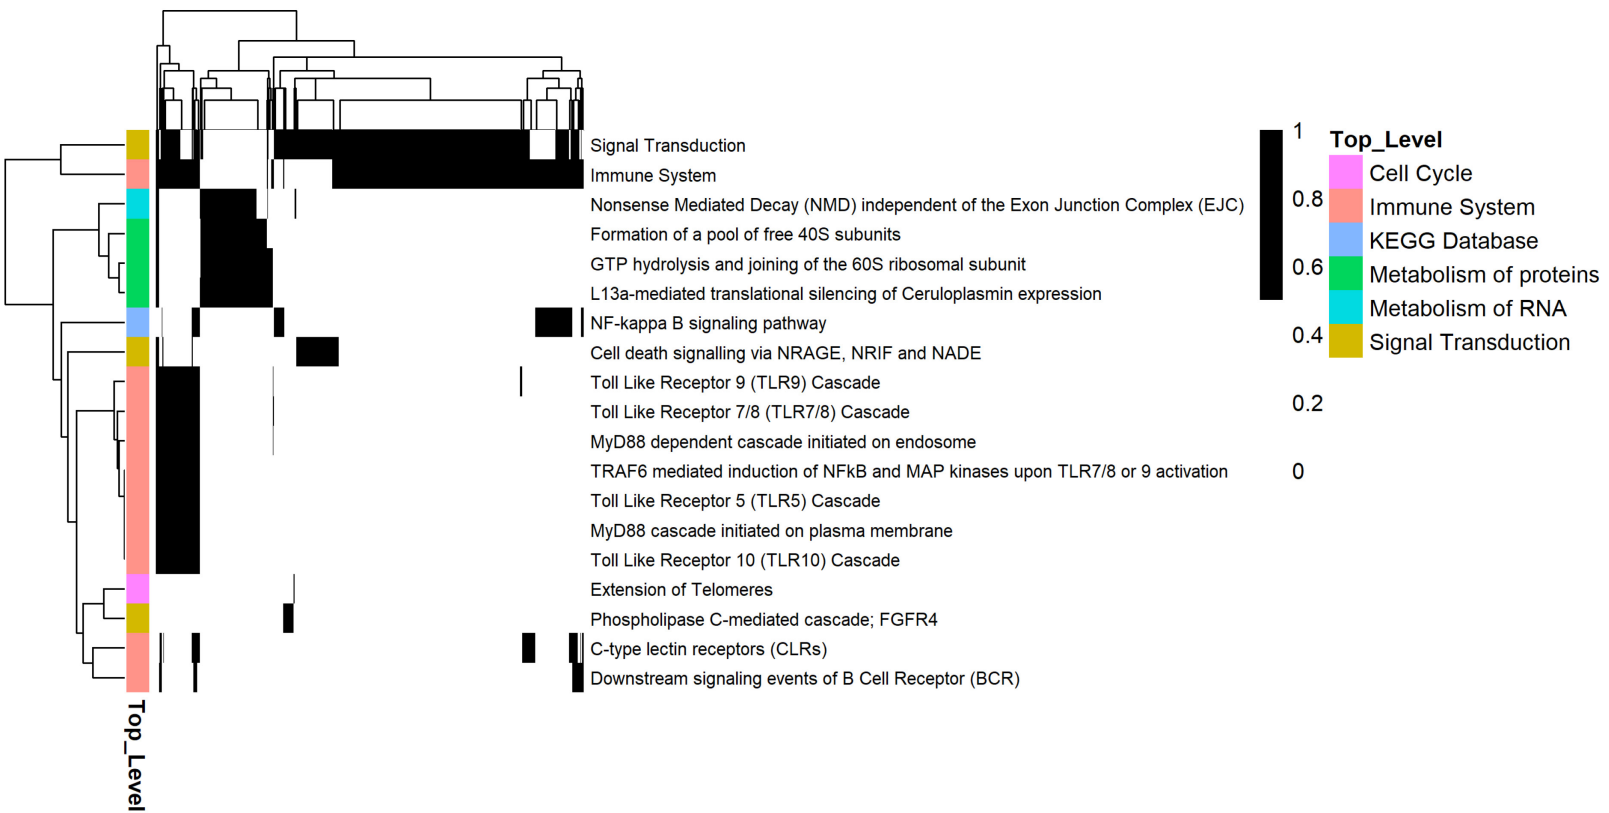 Signal Transduction
Immune System
Nonsense Mediated Decay (NMD) independent of the Exon Junction Complex (EJC)
Formation of a pool of free 40S subunits
GTP hydrolysis and joining of the 60S ribosomal subunit
L13a-mediated translational silencing of Ceruloplasmin expression
NF-kappa B signaling pathway
Cell death signalling via NRAGE, NRIF and NADE
Toll Like Receptor 9 (TLR9) Cascade
Toll Like Receptor 7/8 (TLR7/8) Cascade
MyD88 dependent cascade initiated on endosome
TRAF6 mediated induction of NFkB and MAP kinases upon TLR7/8 or 9 activation
Toll Like Receptor 5 (TLR5) Cascade
MyD88 cascade initiated on plasma membrane
Toll Like Receptor 10 (TLR10) Cascade
Extension of Telomeres
Phospholipase C-mediated cascade; FGFR4
C-type lectin receptors (CLRs)
Downstream signaling events of B Cell Receptor (BCR)
Top_Level
1
0.8
0.6
0.4
0.2
0
Top_Level
Cell Cycle
Immune System
KEGG Database
Metabolism of proteins
Metabolism of RNA
Signal Transduction